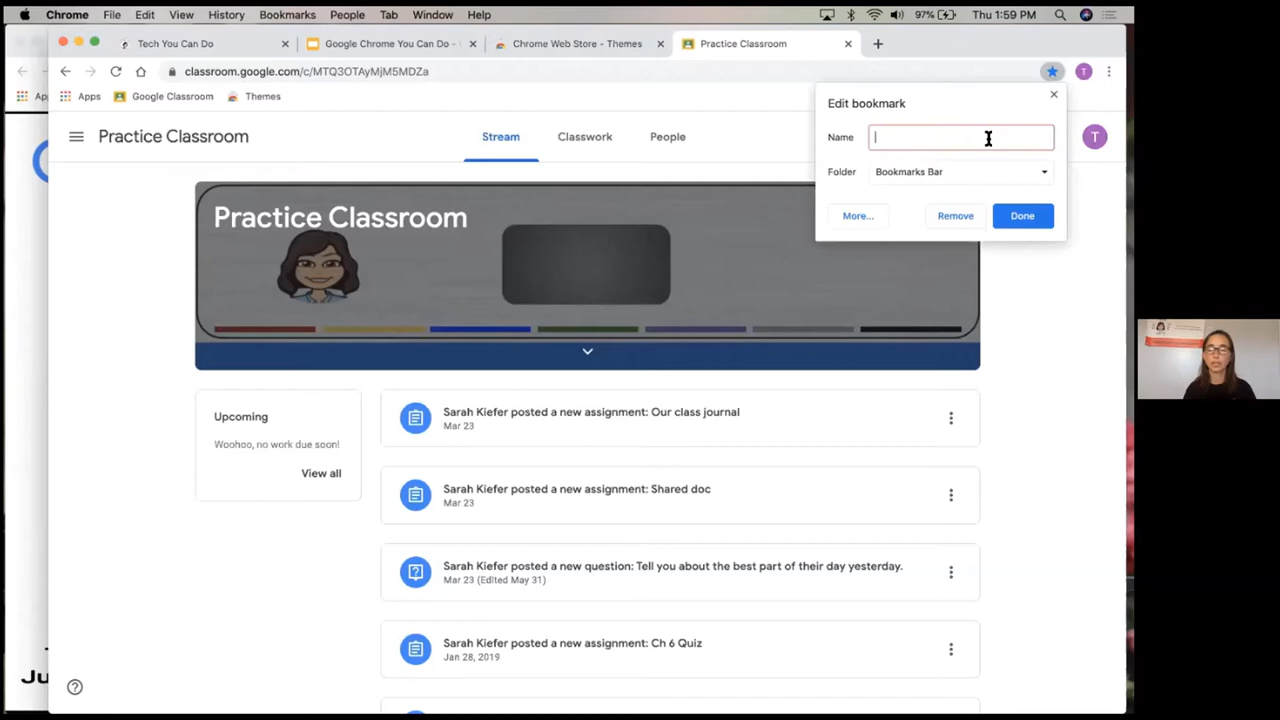 Chrome File Edit View History Bookmarks People Tab Window Help 97% Thu 1:59 PM
Tech You Can Do Google Chrome You Can Do - Chrome Web Store - Themes Practice Classroom
classroom.google.com/c/MTQ3OTAyMjM5MDZa T
Ap Apps Google Classroom Themes
Edit bookmark
Name
Folder Bookmarks Bar
More... Remove Done
Practice Classroom Stream Classwork People T
Practice Classroom
Upcoming
Woohoo, no work due soon!
View all
Sarah Kiefer posted a new assignment: Our class journal
Mar 23
Sarah Kiefer posted a new assignment: Shared doc
Mar 23
Sarah Kiefer posted a new question: Tell you about the best part of their day yesterday.
Mar 23 (Edited May 31)
Sarah Kiefer posted a new assignment: Ch 6 Quiz
Jan 28, 2019
Ju